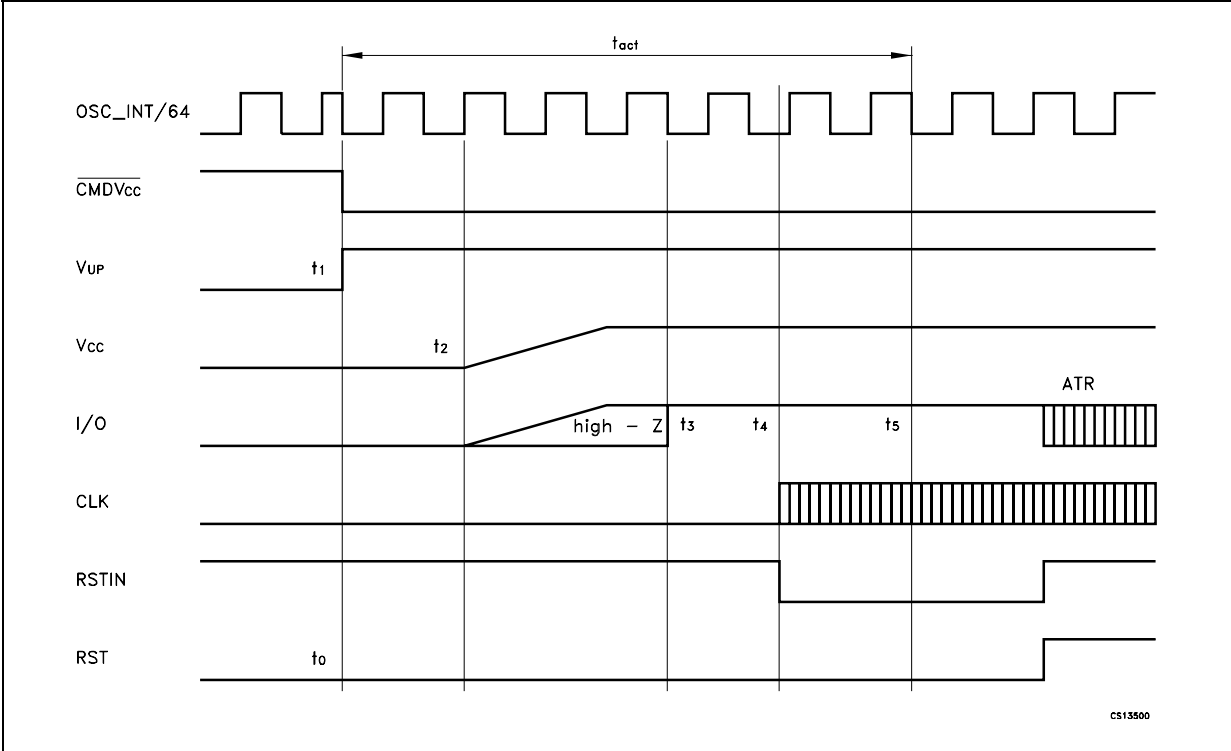 tact
OSC_INT/64
CMDVcc
VUP
t1
Vcc
t2
ATR
I/O
high - Z
t3
t4
t5
CLK
RSTIN
RST
t0
CS13500